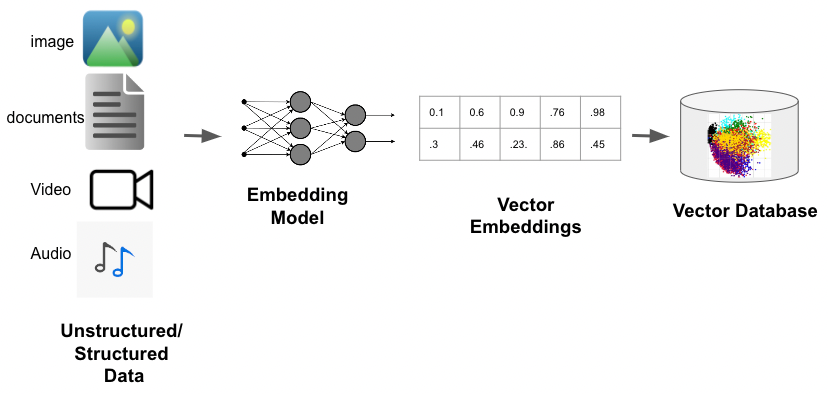 image
documents
Video
Audio
Unstructured/
Structured
Data
Embedding
Model
0.1 0.6 0.9 .76 .98
.3 .46 .23. .86 .45
Vector
Embeddings
Vector Database